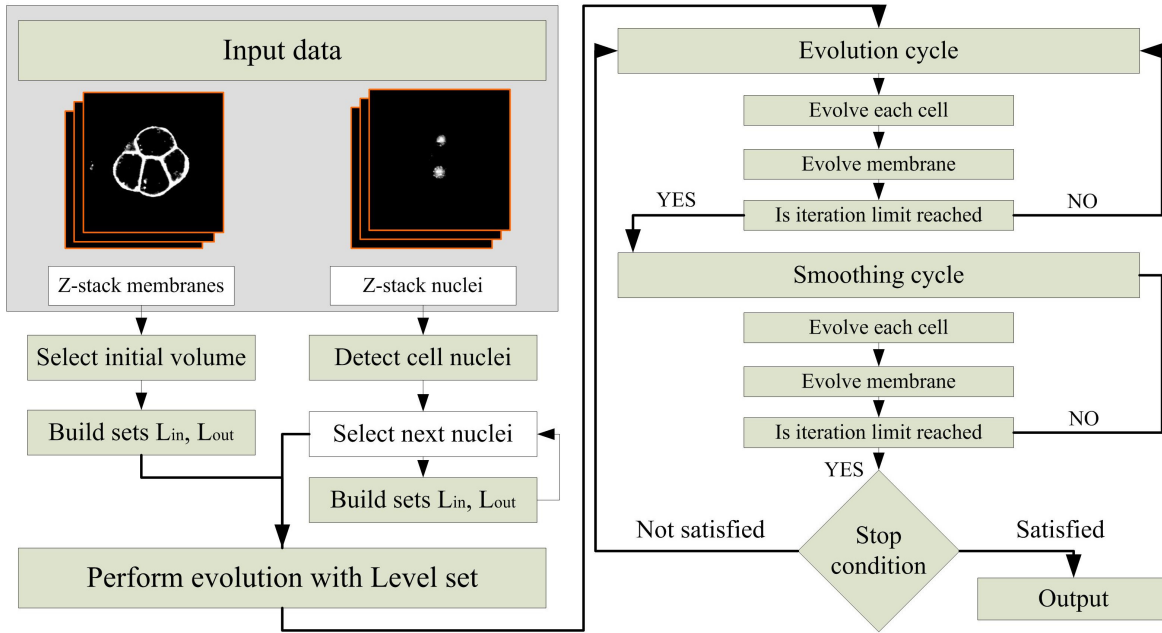 Input data
Z-stack membranes
Z-stack nuclei
Select initial volume
Detect cell nuclei
Build sets Lin, Lout
Select next nuclei
Build sets Lin, Lout
Perform evolution with Level set
Evolution cycle
Evolve each cell
Evolve membrane
YES
Is iteration limit reached
NO
Smoothing cycle
Evolve each cell
Evolve membrane
Is iteration limit reached
NO
YES
Not satisfied
Stop
condition
Satisfied
Output